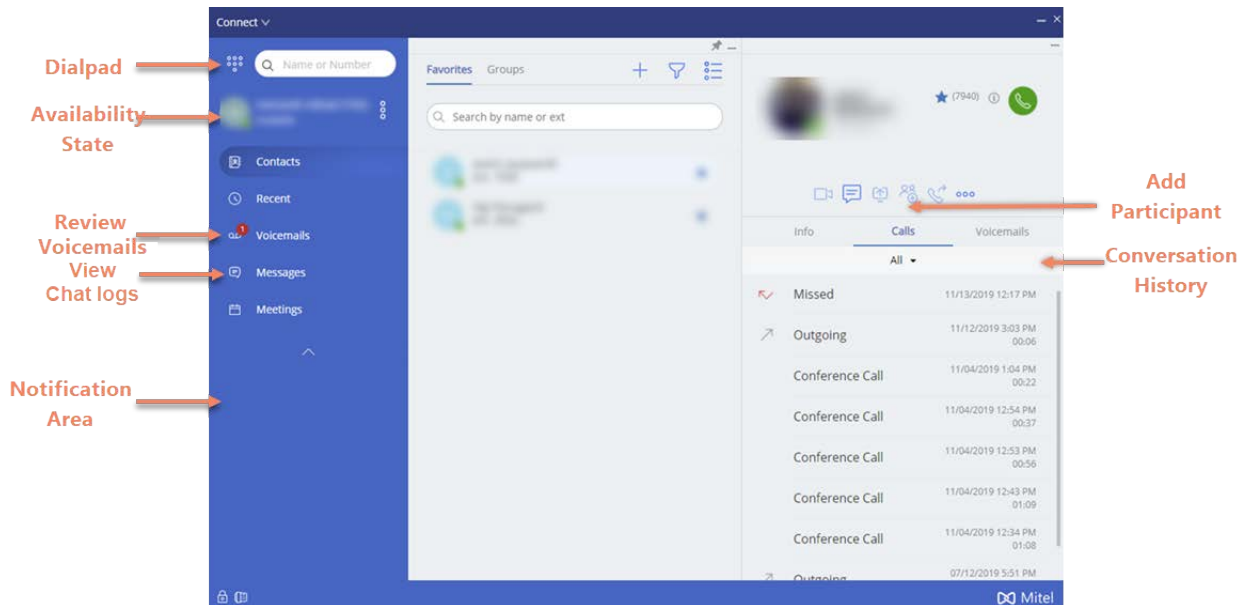 Connect
Dialpad
Name or Number
Availability
State
Contacts
Recent
Review
Voicemails
View
Chat logs
1
Voicemails
Messages
Meetings
Notification
Area
Favorites Groups
Search by name or ext
(7940)
Add
Participant
Info Calls Voicemails
Conversation
History
All
Missed 11/13/2019 12:17 PM
Outgoing 11/12/2019 3:03 PM
00:06
Conference Call 11/04/2019 1:04 PM
00:22
Conference Call 11/04/2019 12:54 PM
00:37
Conference Call 11/04/2019 12:53 PM
00:56
Conference Call 11/04/2019 12:43 PM
01:09
Conference Call 11/04/2019 12:34 PM
01:08
Outgoing 07/12/2019 5:51 PM
Mitel